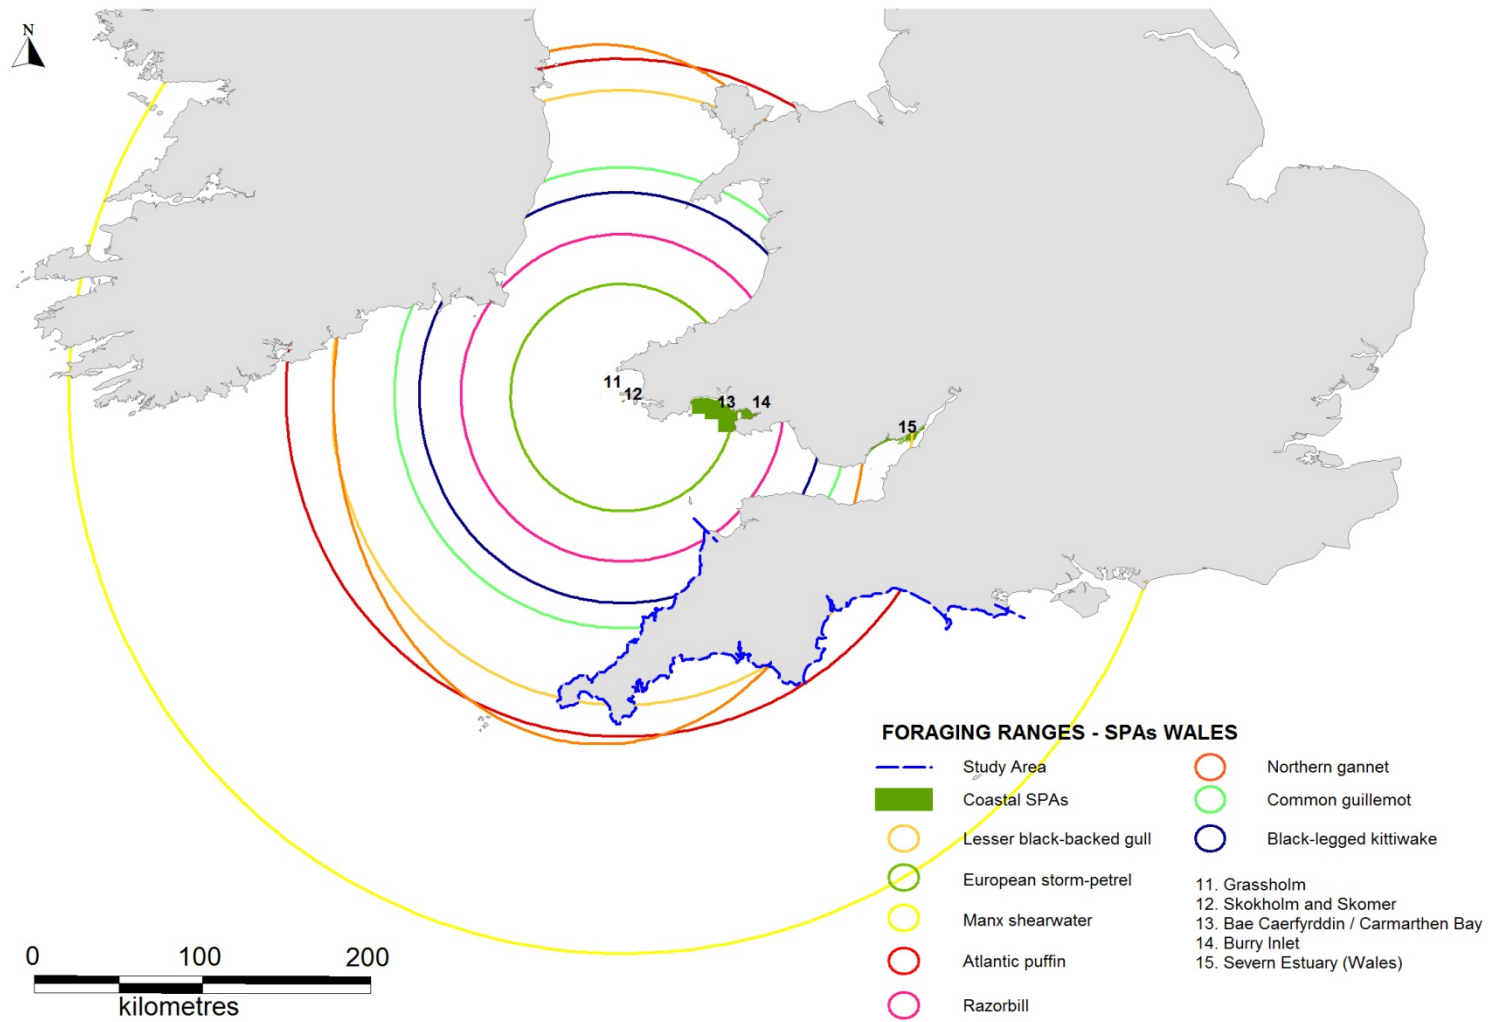 N
11
12
13
14
15
FORAGING RANGES - SPAs WALES
Study Area
Coastal SPAs
Lesser black-backed gull
European storm-petrel
Manx shearwater
Atlantic puffin
Razorbill
Northern gannet
Common guillemot
Black-legged kittiwake
11. Grassholm
12. Skokholm and Skomer
13. Bae Caerfyrddin / Carmarthen Bay
14. Burry Inlet
15. Severn Estuary (Wales)
0 100 200
kilometres